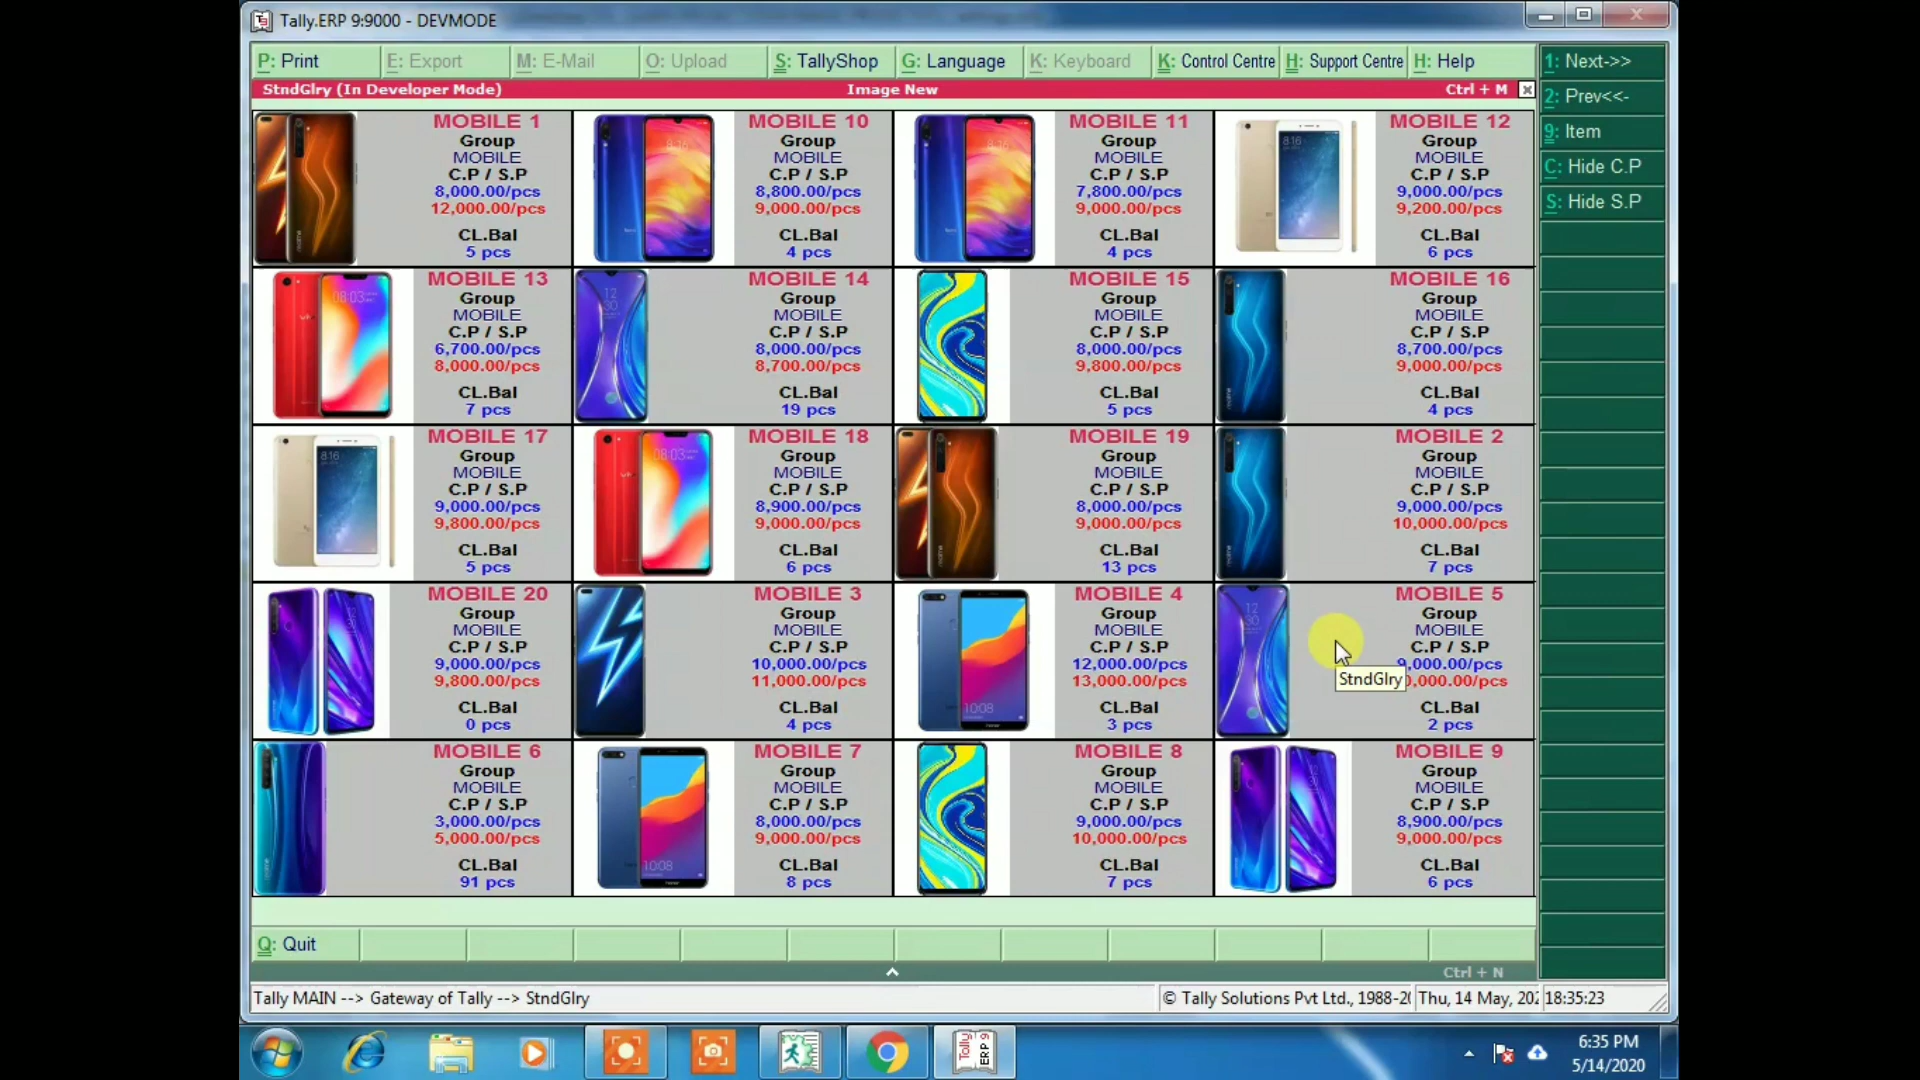 Tally.ERP 9:9000 - DEVMODE
P: Print E: Export M: E-Mail O: Upload S: TallyShop G: Language K: Keyboard K: Control Centre H: Support Centre H: Help
StndGlry (In Developer Mode) Image New Ctrl + M
1: Next->>
2: Prev<<-
9: Item
C: Hide C.P
S: Hide S.P
MOBILE 1
Group
MOBILE
C.P / S.P
8,000.00/pcs
12,000.00/pcs
CL.Bal
5 pcs
MOBILE 10
Group
MOBILE
C.P / S.P
8,800.00/pcs
9,000.00/pcs
CL.Bal
4 pcs
MOBILE 11
Group
MOBILE
C.P / S.P
7,800.00/pcs
9,000.00/pcs
CL.Bal
4 pcs
MOBILE 12
Group
MOBILE
C.P / S.P
9,000.00/pcs
9,200.00/pcs
CL.Bal
6 pcs
MOBILE 13
Group
MOBILE
C.P / S.P
6,700.00/pcs
8,000.00/pcs
CL.Bal
7 pcs
MOBILE 14
Group
MOBILE
C.P / S.P
8,000.00/pcs
8,700.00/pcs
CL.Bal
19 pcs
MOBILE 15
Group
MOBILE
C.P / S.P
8,000.00/pcs
9,800.00/pcs
CL.Bal
5 pcs
MOBILE 16
Group
MOBILE
C.P / S.P
8,700.00/pcs
9,000.00/pcs
CL.Bal
4 pcs
MOBILE 17
Group
MOBILE
C.P / S.P
9,000.00/pcs
9,800.00/pcs
CL.Bal
5 pcs
MOBILE 18
Group
MOBILE
C.P / S.P
8,900.00/pcs
9,000.00/pcs
CL.Bal
6 pcs
MOBILE 19
Group
MOBILE
C.P / S.P
8,000.00/pcs
9,000.00/pcs
CL.Bal
13 pcs
MOBILE 2
Group
MOBILE
C.P / S.P
9,000.00/pcs
10,000.00/pcs
CL.Bal
7 pcs
MOBILE 20
Group
MOBILE
C.P / S.P
9,000.00/pcs
9,800.00/pcs
CL.Bal
0 pcs
MOBILE 3
Group
MOBILE
C.P / S.P
10,000.00/pcs
11,000.00/pcs
CL.Bal
4 pcs
MOBILE 4
Group
MOBILE
C.P / S.P
12,000.00/pcs
13,000.00/pcs
CL.Bal
3 pcs
MOBILE 5
Group
MOBILE
C.P / S.P
9,000.00/pcs
StndGlry
CL.Bal
2 pcs
MOBILE 6
Group
MOBILE
C.P / S.P
3,000.00/pcs
5,000.00/pcs
CL.Bal
91 pcs
MOBILE 7
Group
MOBILE
C.P / S.P
8,000.00/pcs
9,000.00/pcs
CL.Bal
8 pcs
MOBILE 8
Group
MOBILE
C.P / S.P
9,000.00/pcs
10,000.00/pcs
CL.Bal
7 pcs
MOBILE 9
Group
MOBILE
C.P / S.P
8,900.00/pcs
9,000.00/pcs
CL.Bal
6 pcs
Q: Quit
Ctrl + N
Tally MAIN --> Gateway of Tally --> StndGlry © Tally Solutions Pvt Ltd., 1988-20 Thu, 14 May, 202 18:35:23
Tally ERP 9
6:35 PM
5/14/2020